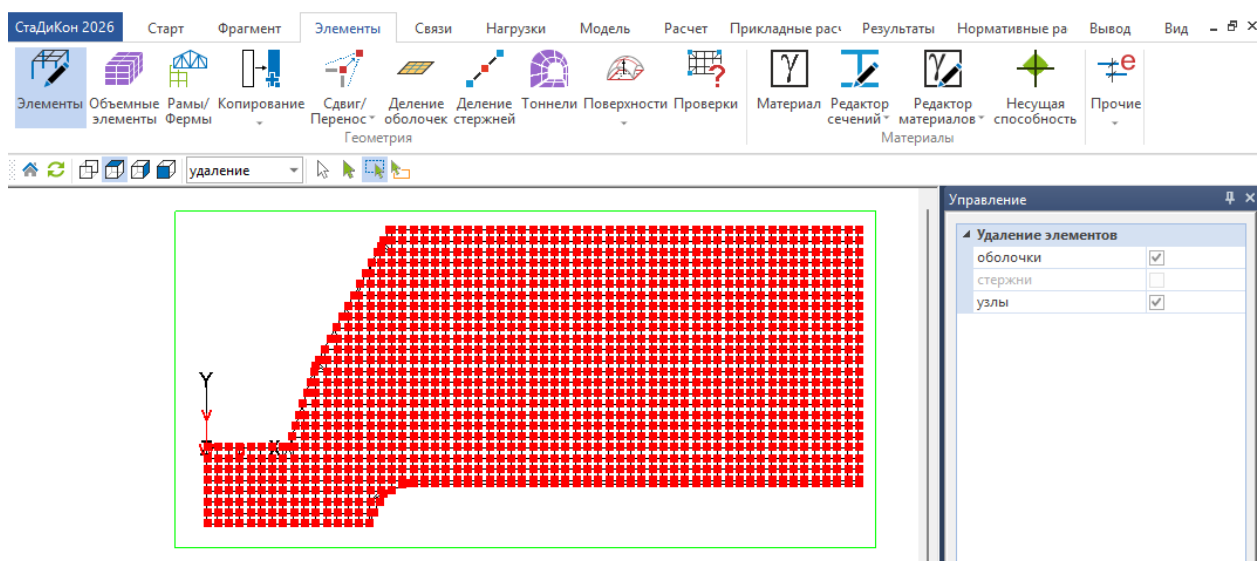 СтаДиКон 2026 Старт Фрагмент Элементы Связи Нагрузки Модель Расчет Прикладные рас Результаты Нормативные ра Вывод Вид
Элементы Объемные Рамы/ Копирование Сдвиг/ Деление Деление Тоннели Поверхности Проверки Материал Редактор Редактор Несущая Прочие
элементы Фермы Перенос оболочек стержней сечений материалов способность
Геометрия Материалы
удаление
Управление
Удаление элементов
оболочки
стержни
узлы
Y
Z X